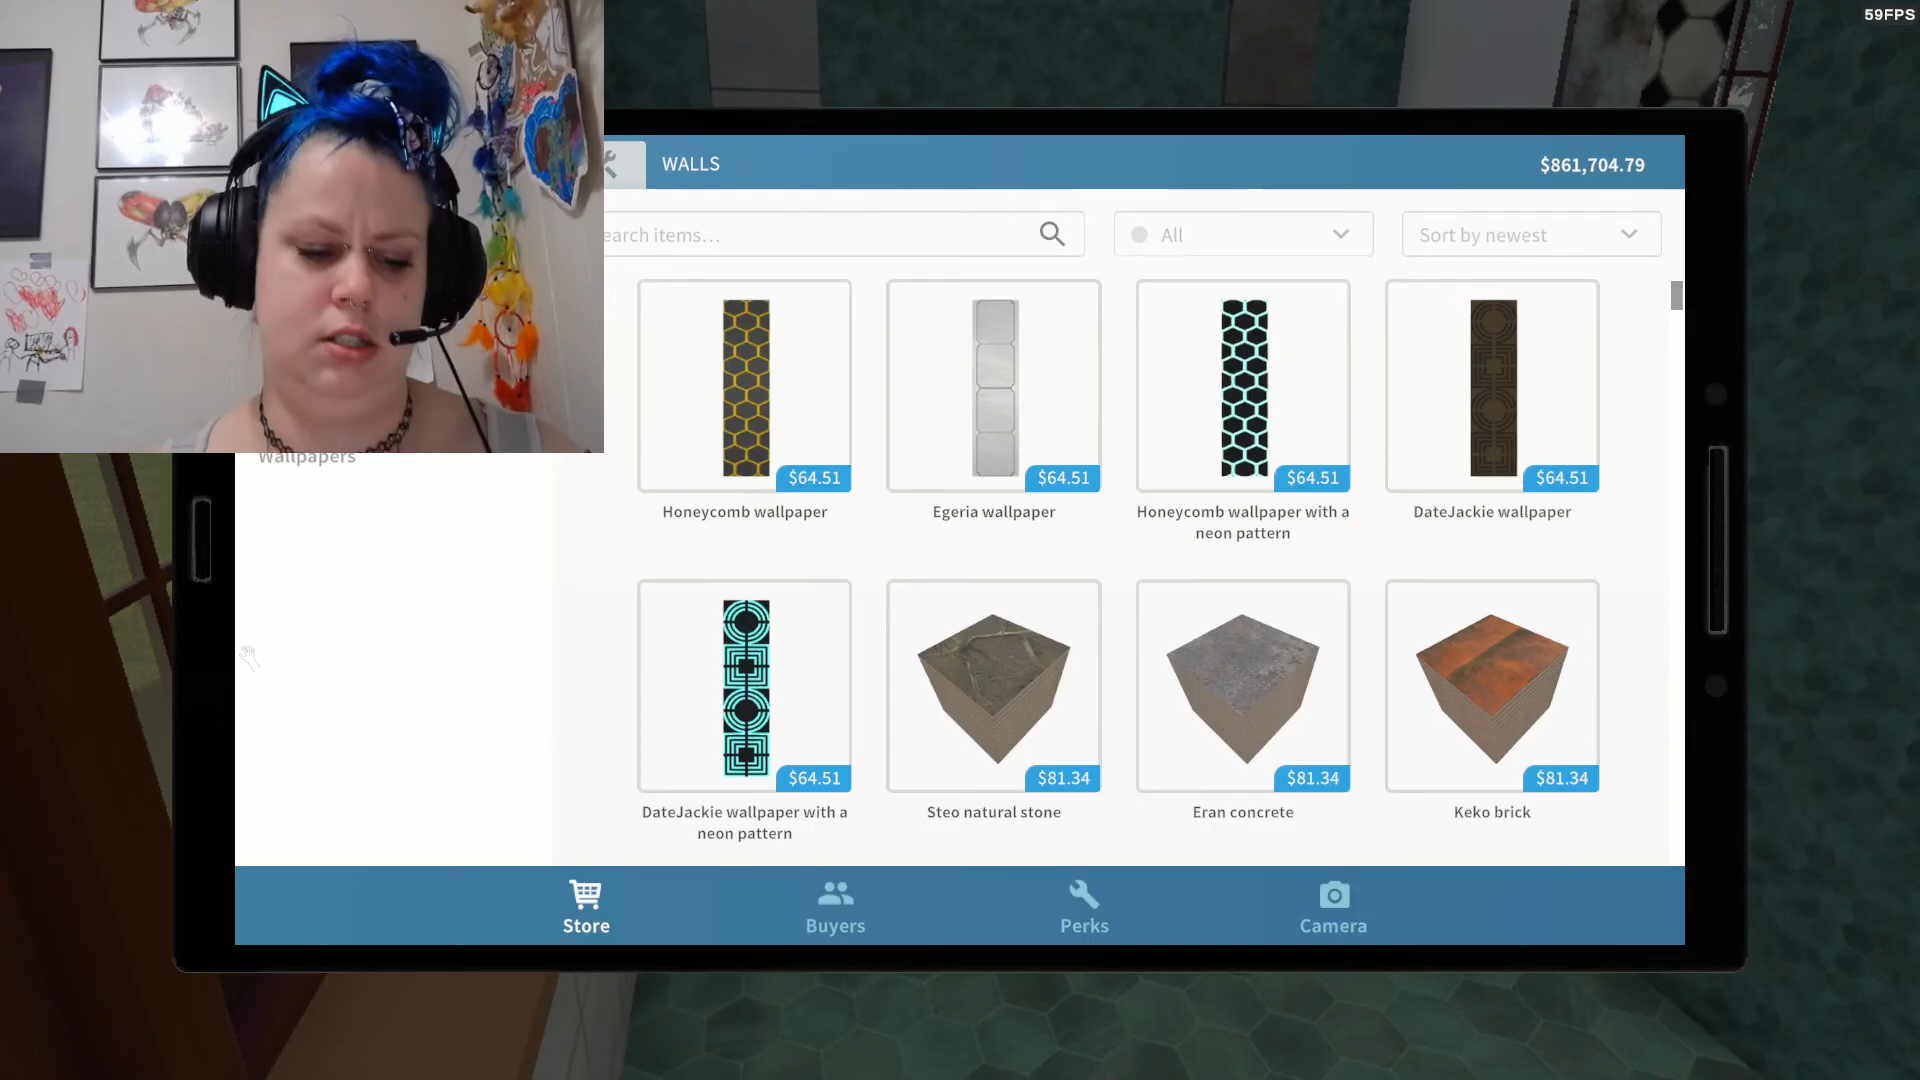 59FPS
WALLS
$861,704.79
earch items...
All
Sort by newest
Wallpapers
$64.51
$64.51
$64.51
$64.51
Honeycomb wallpaper
Egeria wallpaper
Honeycomb wallpaper with a
neon pattern
DateJackie wallpaper
$64.51
$81.34
$81.34
$81.34
DateJackie wallpaper with a
neon pattern
Steo natural stone
Eran concrete
Keko brick
Store
Buyers
Perks
Camera